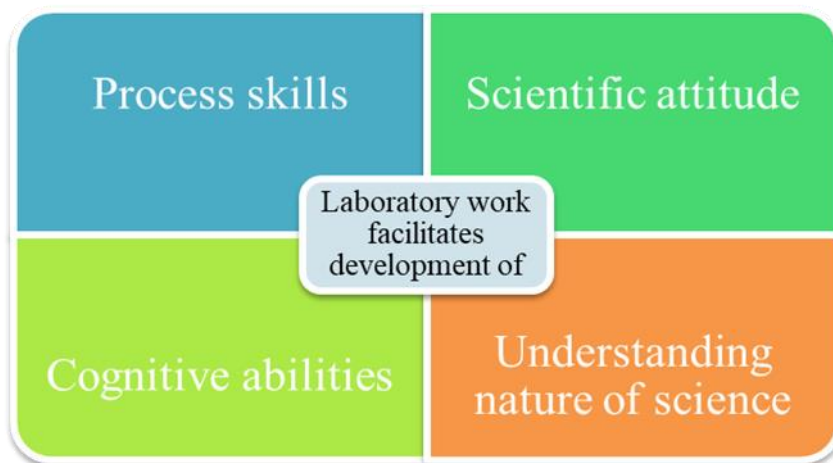 Process skills
Scientific attitude
Laboratory work
facilitates
development of
Cognitive abilities
Understanding
nature of science